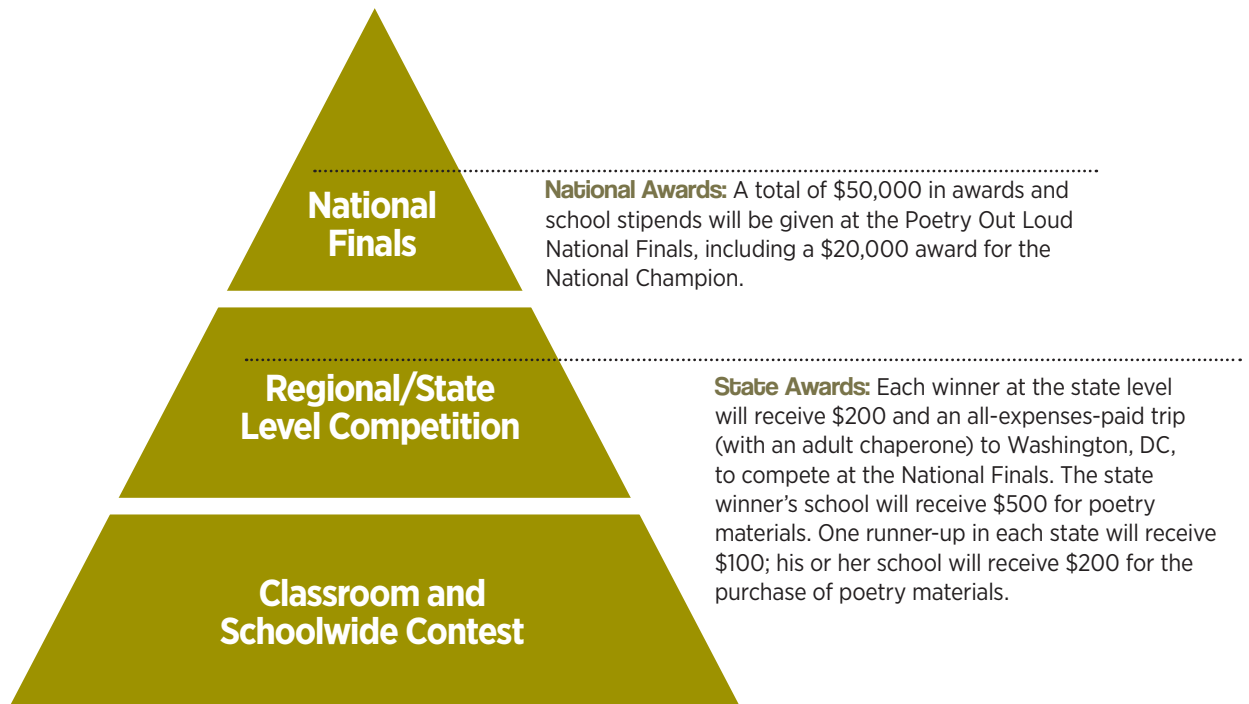 National
Finals
National Awards: A total of $50,000 in awards and
school stipends will be given at the Poetry Out Loud
National Finals, including a $20,000 award for the
National Champion.
Regional/State
Level Competition
State Awards: Each winner at the state level
will receive $200 and an all-expenses-paid trip
(with an adult chaperone) to Washington, DC,
to compete at the National Finals. The state
winner's school will receive $500 for poetry
materials. One runner-up in each state will receive
$100; his or her school will receive $200 for the
purchase of poetry materials.
Classroom and
Schoolwide Contest